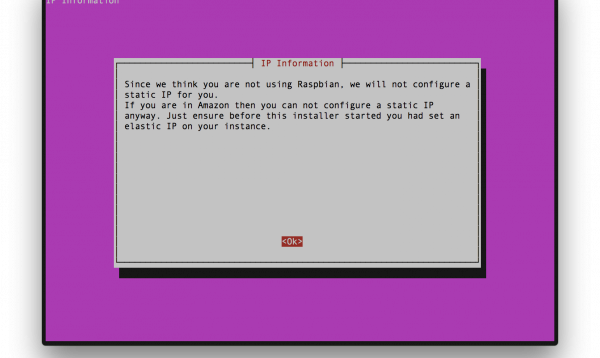 IP Information
IP Information
Since we think you are not using Raspbian, we will not configure a
static IP for you.
If you are in Amazon then you can not configure a static IP
anyway. Just ensure before this installer started you had set an
elastic IP on your instance.
<Ok>